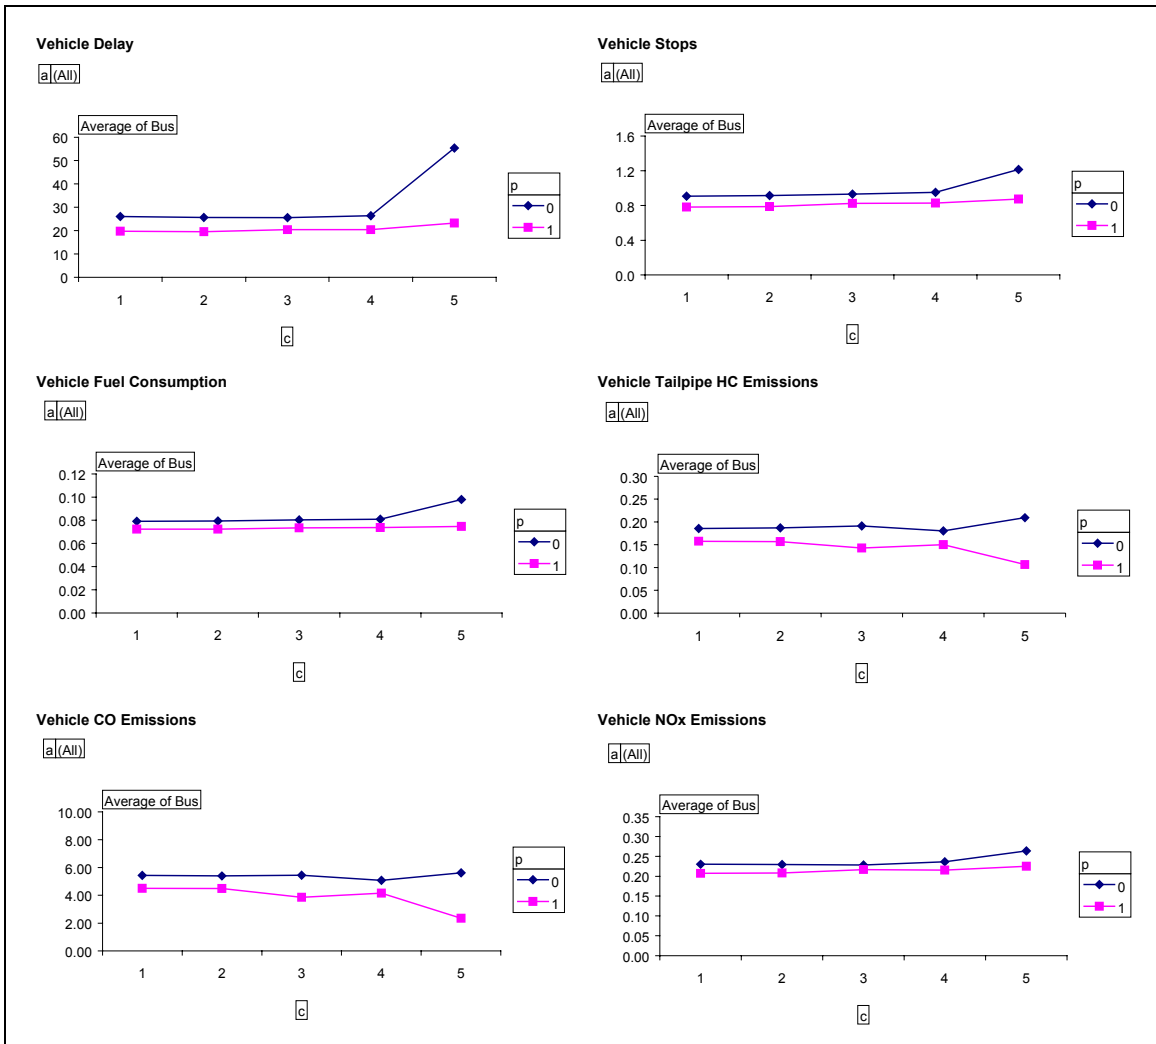 Vehicle Delay
a (All)
Average of Bus
60
50
40
30
20
10
0
1 2 3 4 5
c
p
0
1
Vehicle Stops
a (All)
Average of Bus
1.6
1.2
0.8
0.4
0.0
1 2 3 4 5
c
p
0
1
Vehicle Fuel Consumption
a (All)
Average of Bus
0.12
0.10
0.08
0.06
0.04
0.02
0.00
1 2 3 4 5
c
p
0
1
Vehicle Tailpipe HC Emissions
a (All)
Average of Bus
0.30
0.25
0.20
0.15
0.10
0.05
0.00
1 2 3 4 5
c
p
0
1
Vehicle CO Emissions
a (All)
Average of Bus
10.00
8.00
6.00
4.00
2.00
0.00
1 2 3 4 5
c
p
0
1
Vehicle NOx Emissions
a (All)
Average of Bus
0.35
0.30
0.25
0.20
0.15
0.10
0.05
0.00
1 2 3 4 5
c
p
0
1